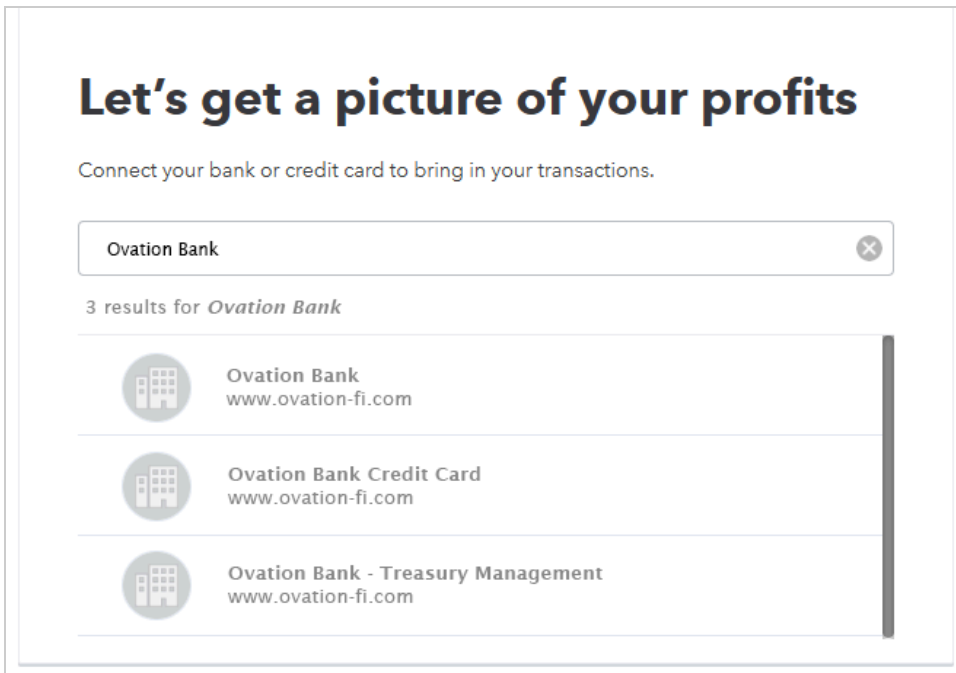 Let's get a picture of your profits
Connect your bank or credit card to bring in your transactions.
Ovation Bank
3 results for Ovation Bank
Ovation Bank
www.ovation-fi.com
Ovation Bank Credit Card
www.ovation-fi.com
Ovation Bank - Treasury Management
www.ovation-fi.com